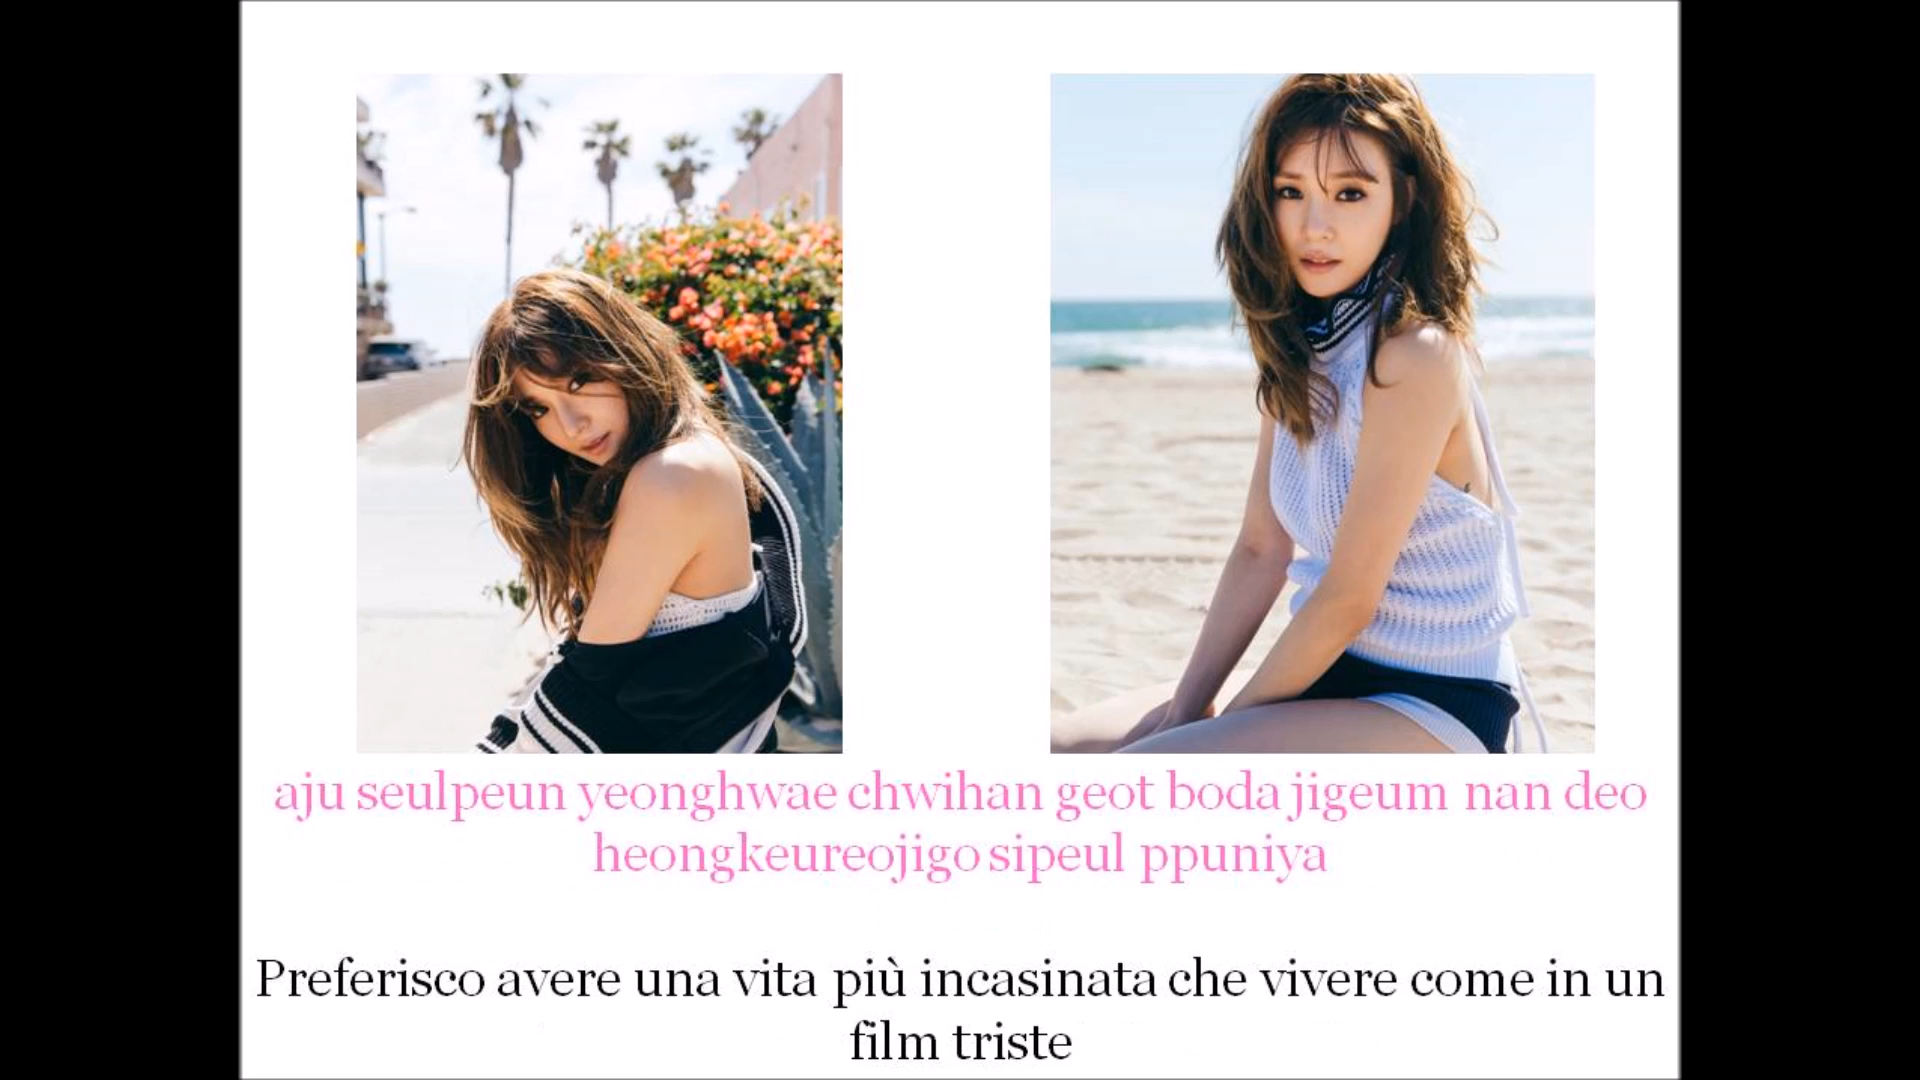 aju seulpeun yeonghwae chwihan geot boda jigeum nan deo
heongkeureojigo sipeul ppuniya
Preferisco avere una vita più incasinata che vivere come in un
film triste